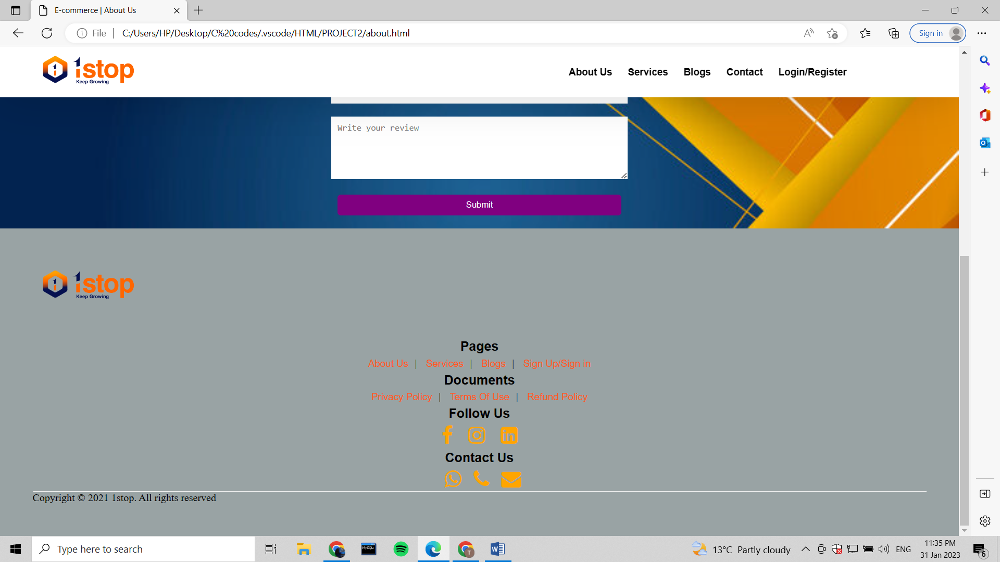 E-commerce | About Us
File
C:/Users/HP/Desktop/C%20codes/.vscode/HTML/PROJECT2/about.html
Sign in
1stop
Keep Growing
About Us Services Blogs Contact Login/Register
Write your review
Submit
1stop
Keep Growing
Pages
About Us | Services | Blogs | Sign Up/Sign in
Documents
Privacy Policy | Terms Of Use | Refund Policy
Follow Us
Contact Us
Copyright © 2021 1stop. All rights reserved
Type here to search
MySQL
13°C Partly cloudy
ENG
11:35 PM
31 Jan 2023
6